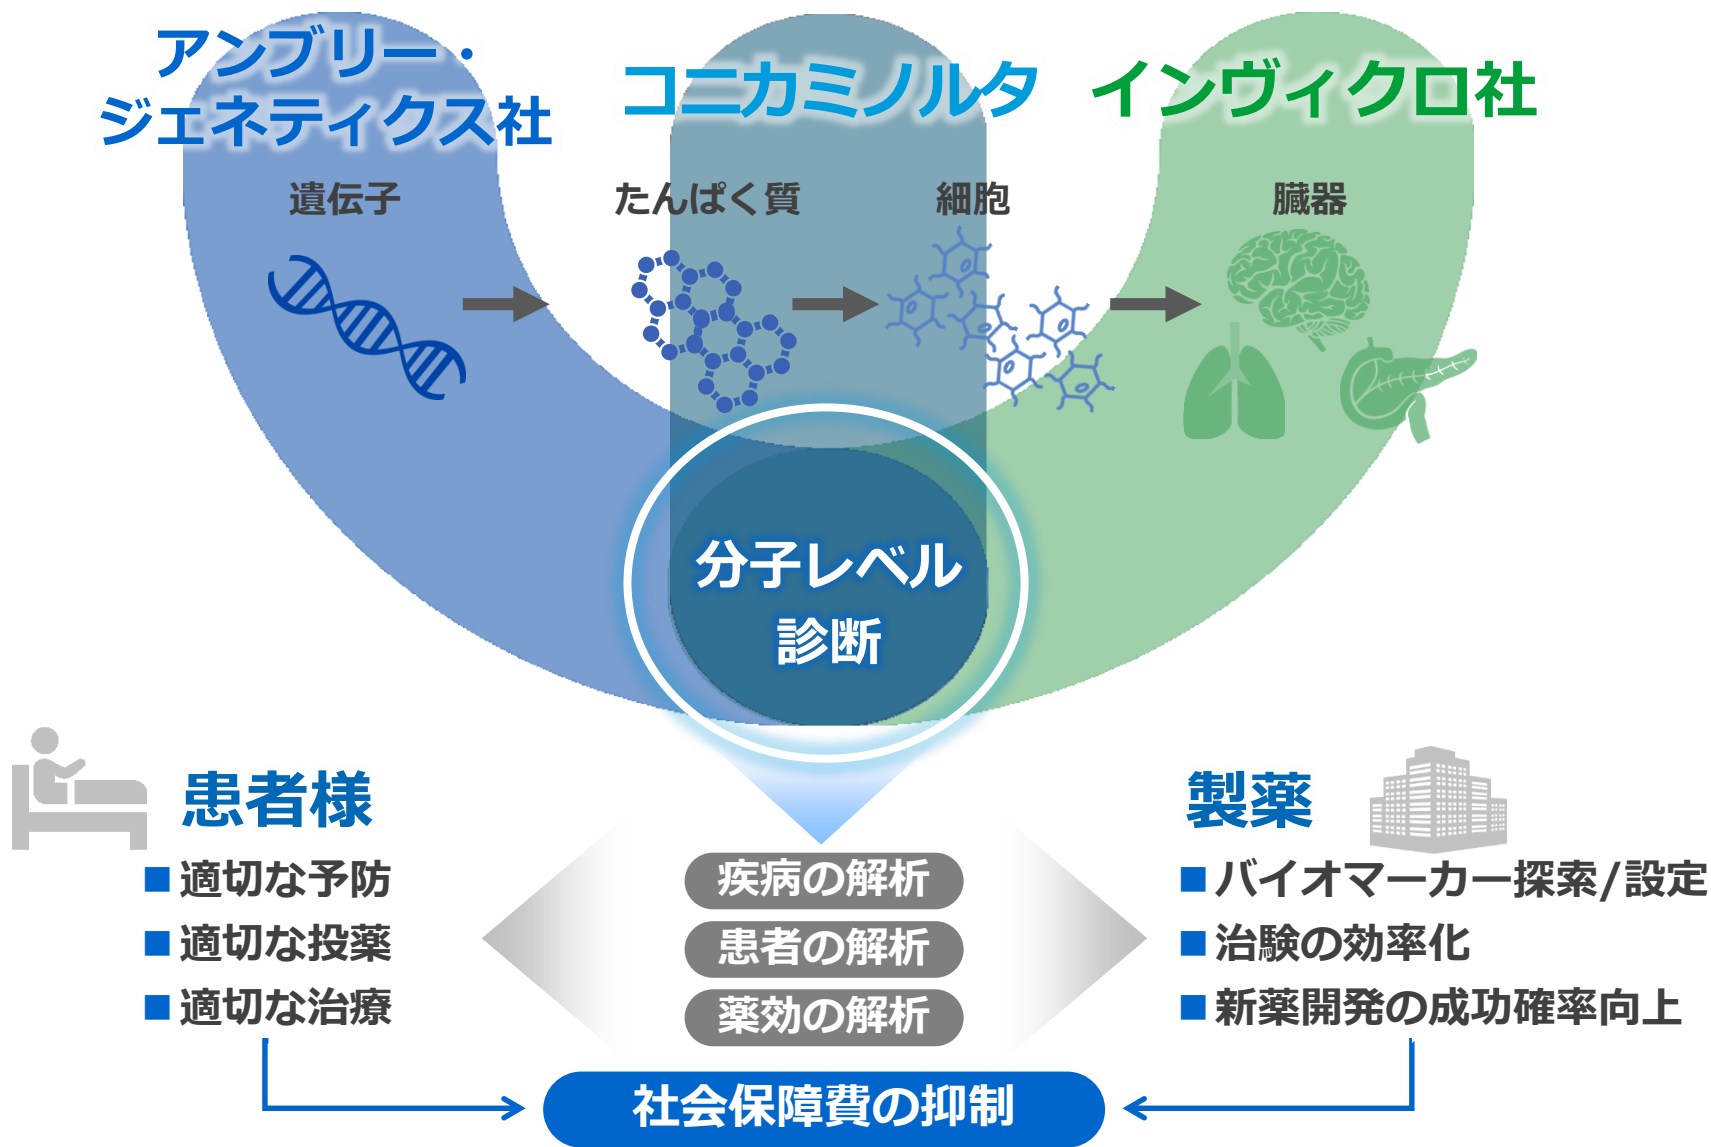 アンブリー・
ジェネティクス社
コニカミノルタ
インヴィクロ社
遺伝子
たんぱく質
細胞
臓器
分子レベル
診断
患者様
適切な予防
適切な投薬
適切な治療
疾病の解析
患者の解析
薬効の解析
製薬
バイオマーカー探索/設定
治験の効率化
新薬開発の成功確率向上
社会保障費の抑制